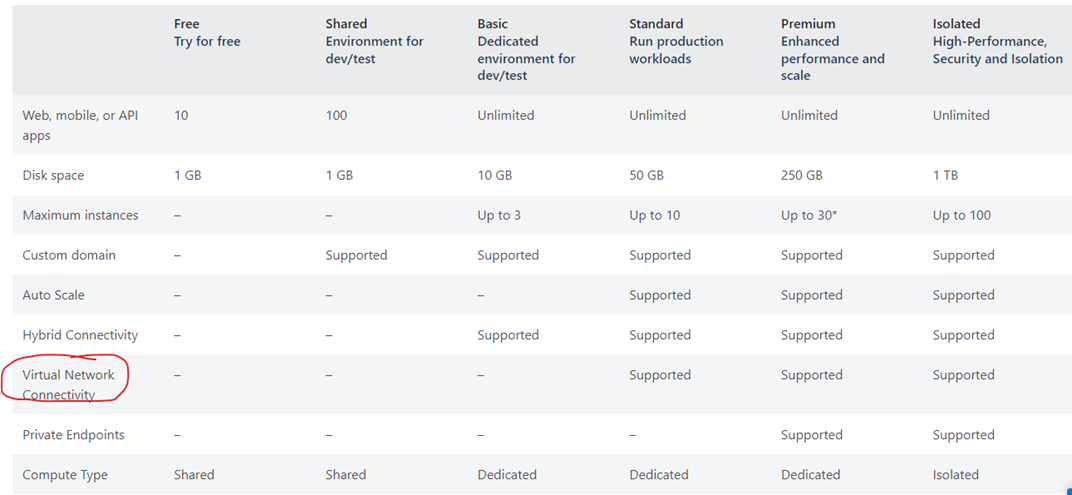 Free Shared Basic Standard Premium Isolated
Try for free Environment for Dedicated Run production Enhanced High-Performance,
dev/test environment for workloads performance and Security and Isolation
dev/test scale
Web, mobile, or API 10 100 Unlimited Unlimited Unlimited Unlimited
apps
Disk space 1 GB 1 GB 10 GB 50 GB 250 GB 1 TB
Maximum instances – – Up to 3 Up to 10 Up to 30* Up to 100
Custom domain – Supported Supported Supported Supported Supported
Auto Scale – – – Supported Supported Supported
Hybrid Connectivity – – Supported Supported Supported Supported
Virtual Network – – – Supported Supported Supported
Connectivity
Private Endpoints – – – – Supported Supported
Compute Type Shared Shared Dedicated Dedicated Dedicated Isolated